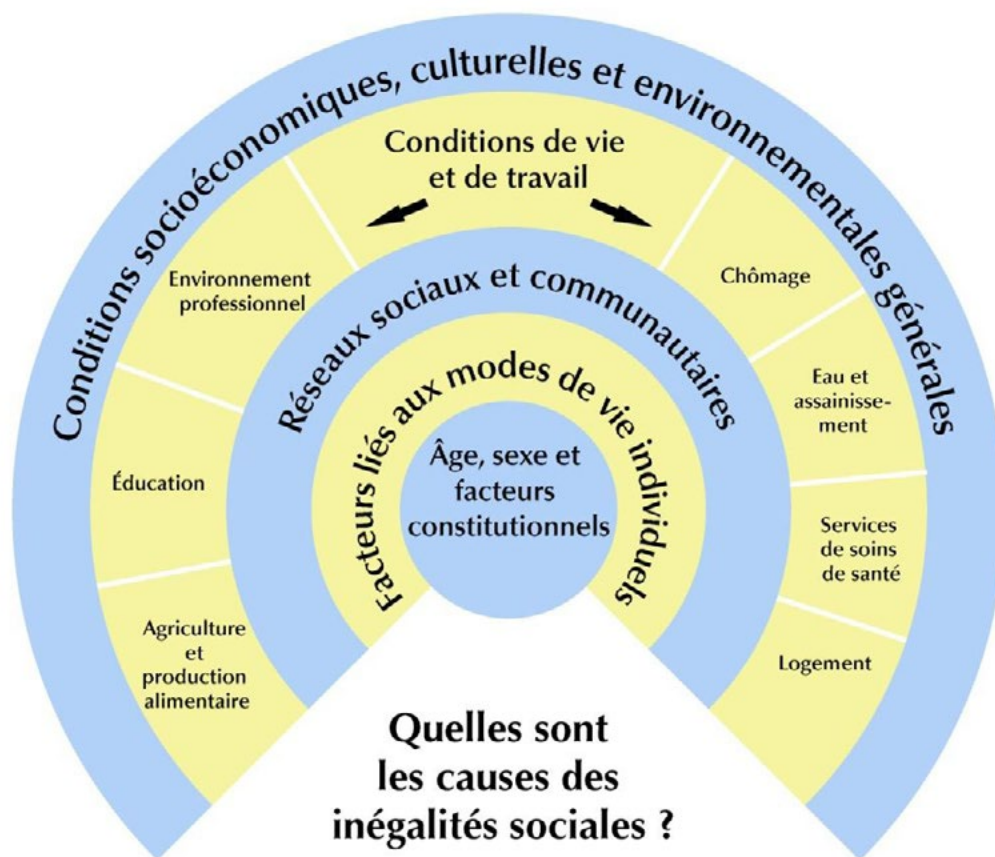 Conditions socioéconomiques, culturelles et environnementales générales
Conditions de vie
et de travail
Environnement
professionnel
Éducation
Agriculture
et
production
alimentaire
Chômage
Eau et
assainisse-
ment
Services
de soins
de santé
Logement
Réseaux sociaux et communautaires
Facteurs liés aux modes de vie individuels
Âge, sexe et
facteurs
constitutionnels
Quelles sont
les causes des
inégalités sociales ?